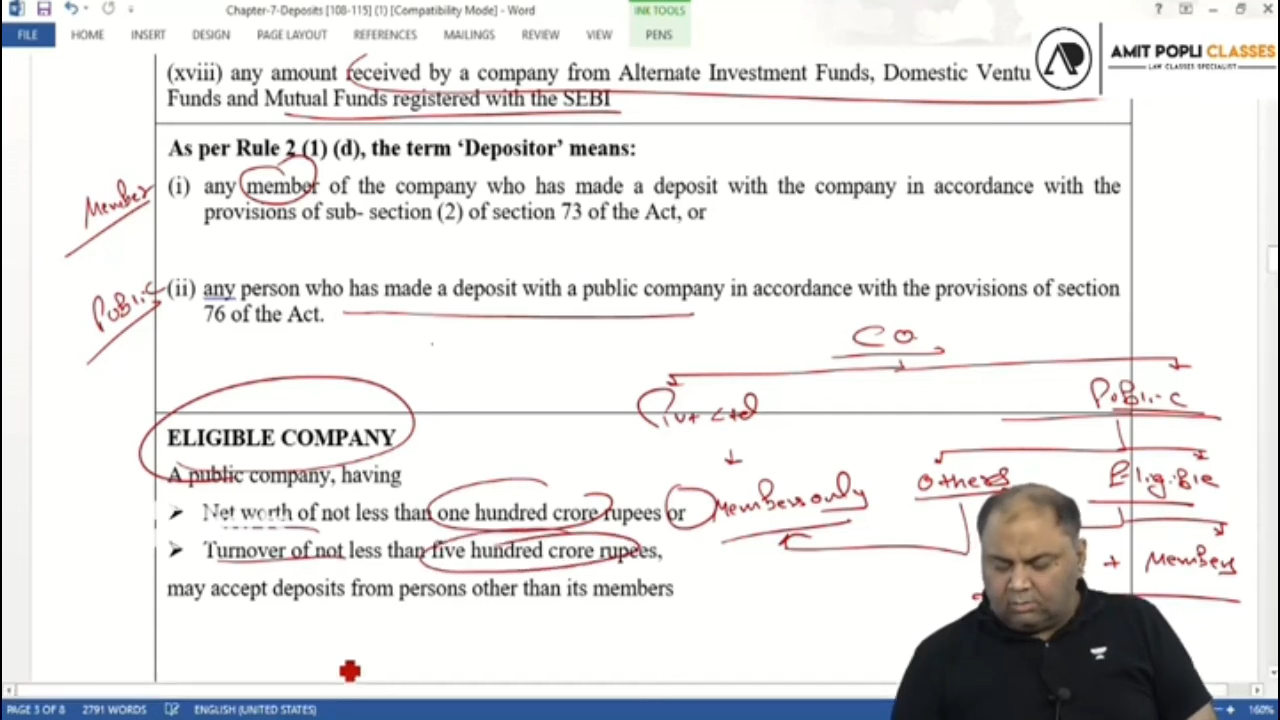 Chapter-7-Deposits [108-115] (1) [Compatibility Mode] - Word
INK TOOLS
FILE HOME INSERT DESIGN PAGE LAYOUT REFERENCES MAILINGS REVIEW VIEW PENS
AMIT POPLI CLASSES
LAW CLASSES SPECIALIST
(xviii) any amount received by a company from Alternate Investment Funds, Domestic Ventu
Funds and Mutual Funds registered with the SEBI
As per Rule 2 (1) (d), the term ‘Depositor’ means:
(i) any member of the company who has made a deposit with the company in accordance with the
provisions of sub- section (2) of section 73 of the Act, or
Member
(ii) any person who has made a deposit with a public company in accordance with the provisions of section
76 of the Act.
Public
Co
Pvt Ltd
Public
ELIGIBLE COMPANY
A public company, having
Others
Eligible
➤ Net worth of not less than one hundred crore rupees or
Members only
➤ Turnover of not less than five hundred crore rupees,
+ Members
may accept deposits from persons other than its members
PAGE 3 OF 8 2791 WORDS ENGLISH (UNITED STATES) 160%